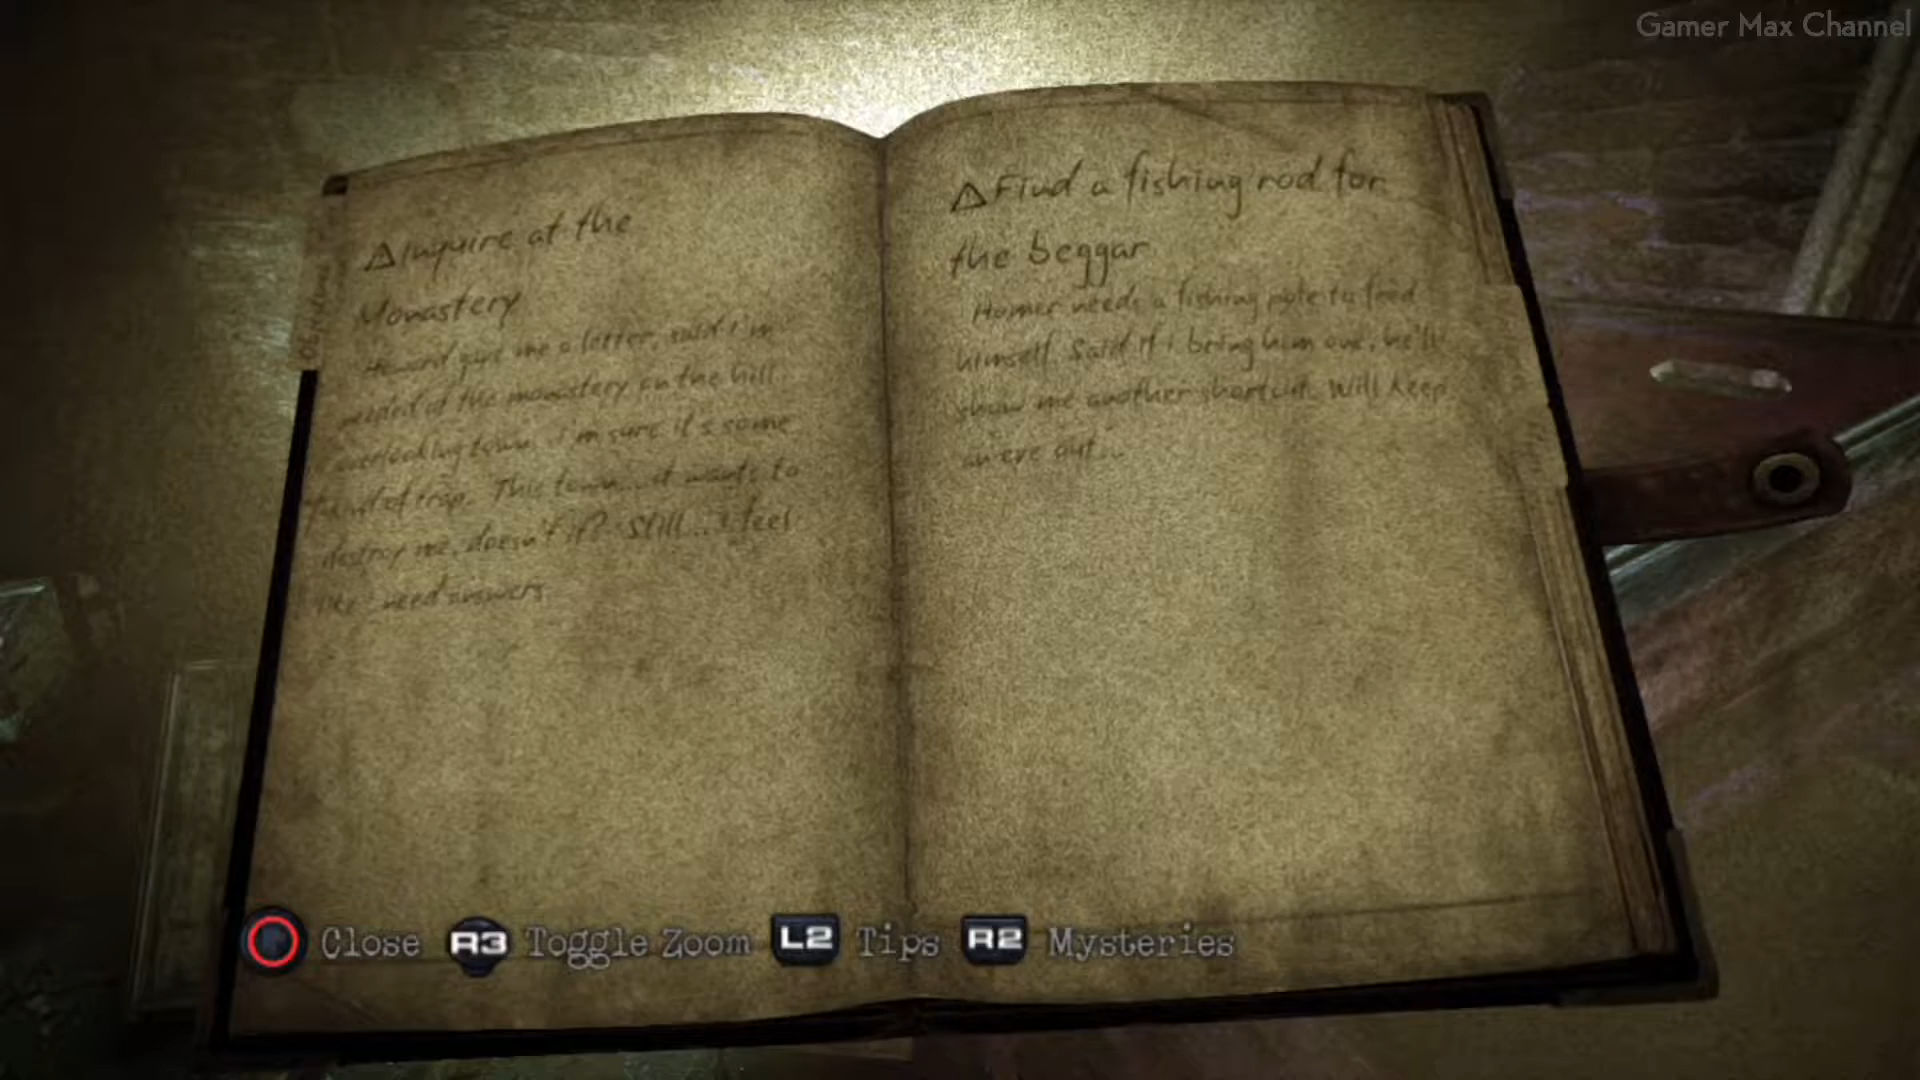 Gamer Max Channel
Objectives
Inquire at the
Monastery
Howard gave me a letter, said I'm
needed at the monastery on the hill
overlooking town. I'm sure it's some
kind of trap. This town...it wants to
destroy me, doesn't it? Still...I feel
like I need answers.
Find a fishing rod for
the beggar
Homer needs a fishing pole to feed
himself. Said if I bring him one, he'll
show me another shortcut. Will keep
an eye out...
Close R3 Toggle Zoom L2 Tips R2 Mysteries